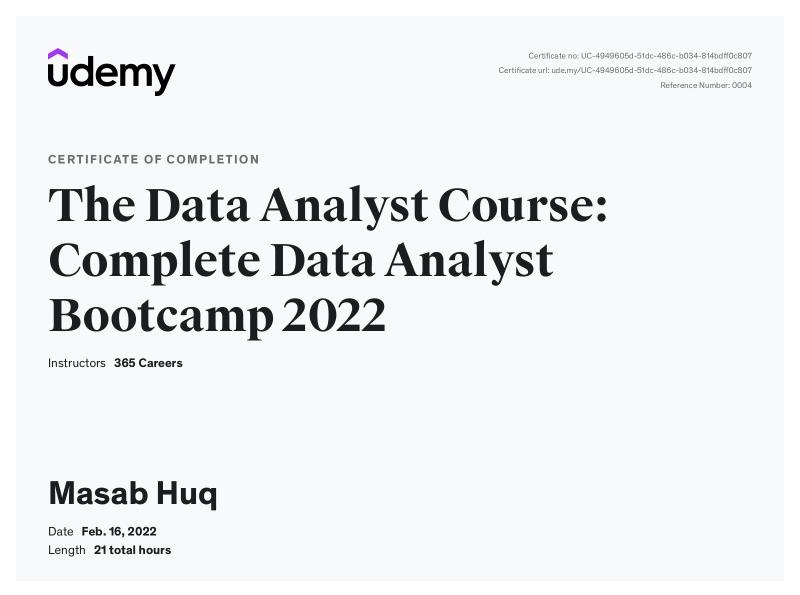 udemy
Certificate no: UC-4949605d-51dc-486c-b034-814bdff0c807
Certificate url: ude.my/UC-4949605d-51dc-486c-b034-814bdff0c807
Reference Number: 0004
CERTIFICATE OF COMPLETION
The Data Analyst Course:
Complete Data Analyst
Bootcamp 2022
Instructors 365 Careers
Masab Huq
Date Feb. 16, 2022
Length 21 total hours